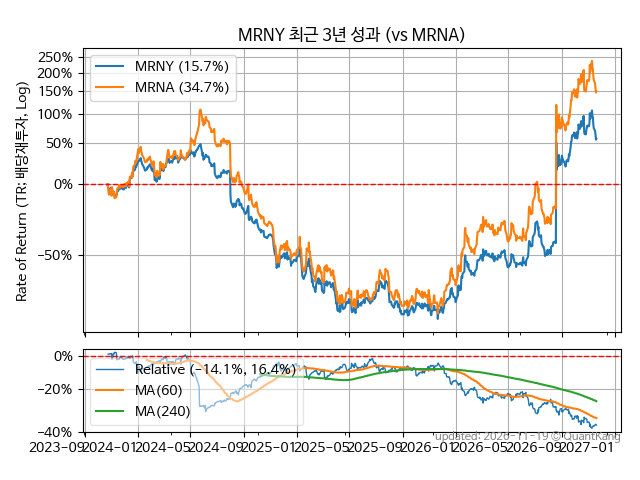 MRNY 최근 3년 성과 (vs MRNA)
Rate of Return (TR; 배당재투자, Log)
250%
200%
150%
100%
50%
0%
−50%
MRNY (15.7%)
MRNA (34.7%)
0%
−20%
−40%
Relative (−14.1%, 16.4%)
MA(60)
MA(240)
updated: 2026-11-19 © QuantKang
2023-09 2024-01 2024-05 2024-09 2025-01 2025-05 2025-09 2026-01 2026-05 2026-09 2027-01